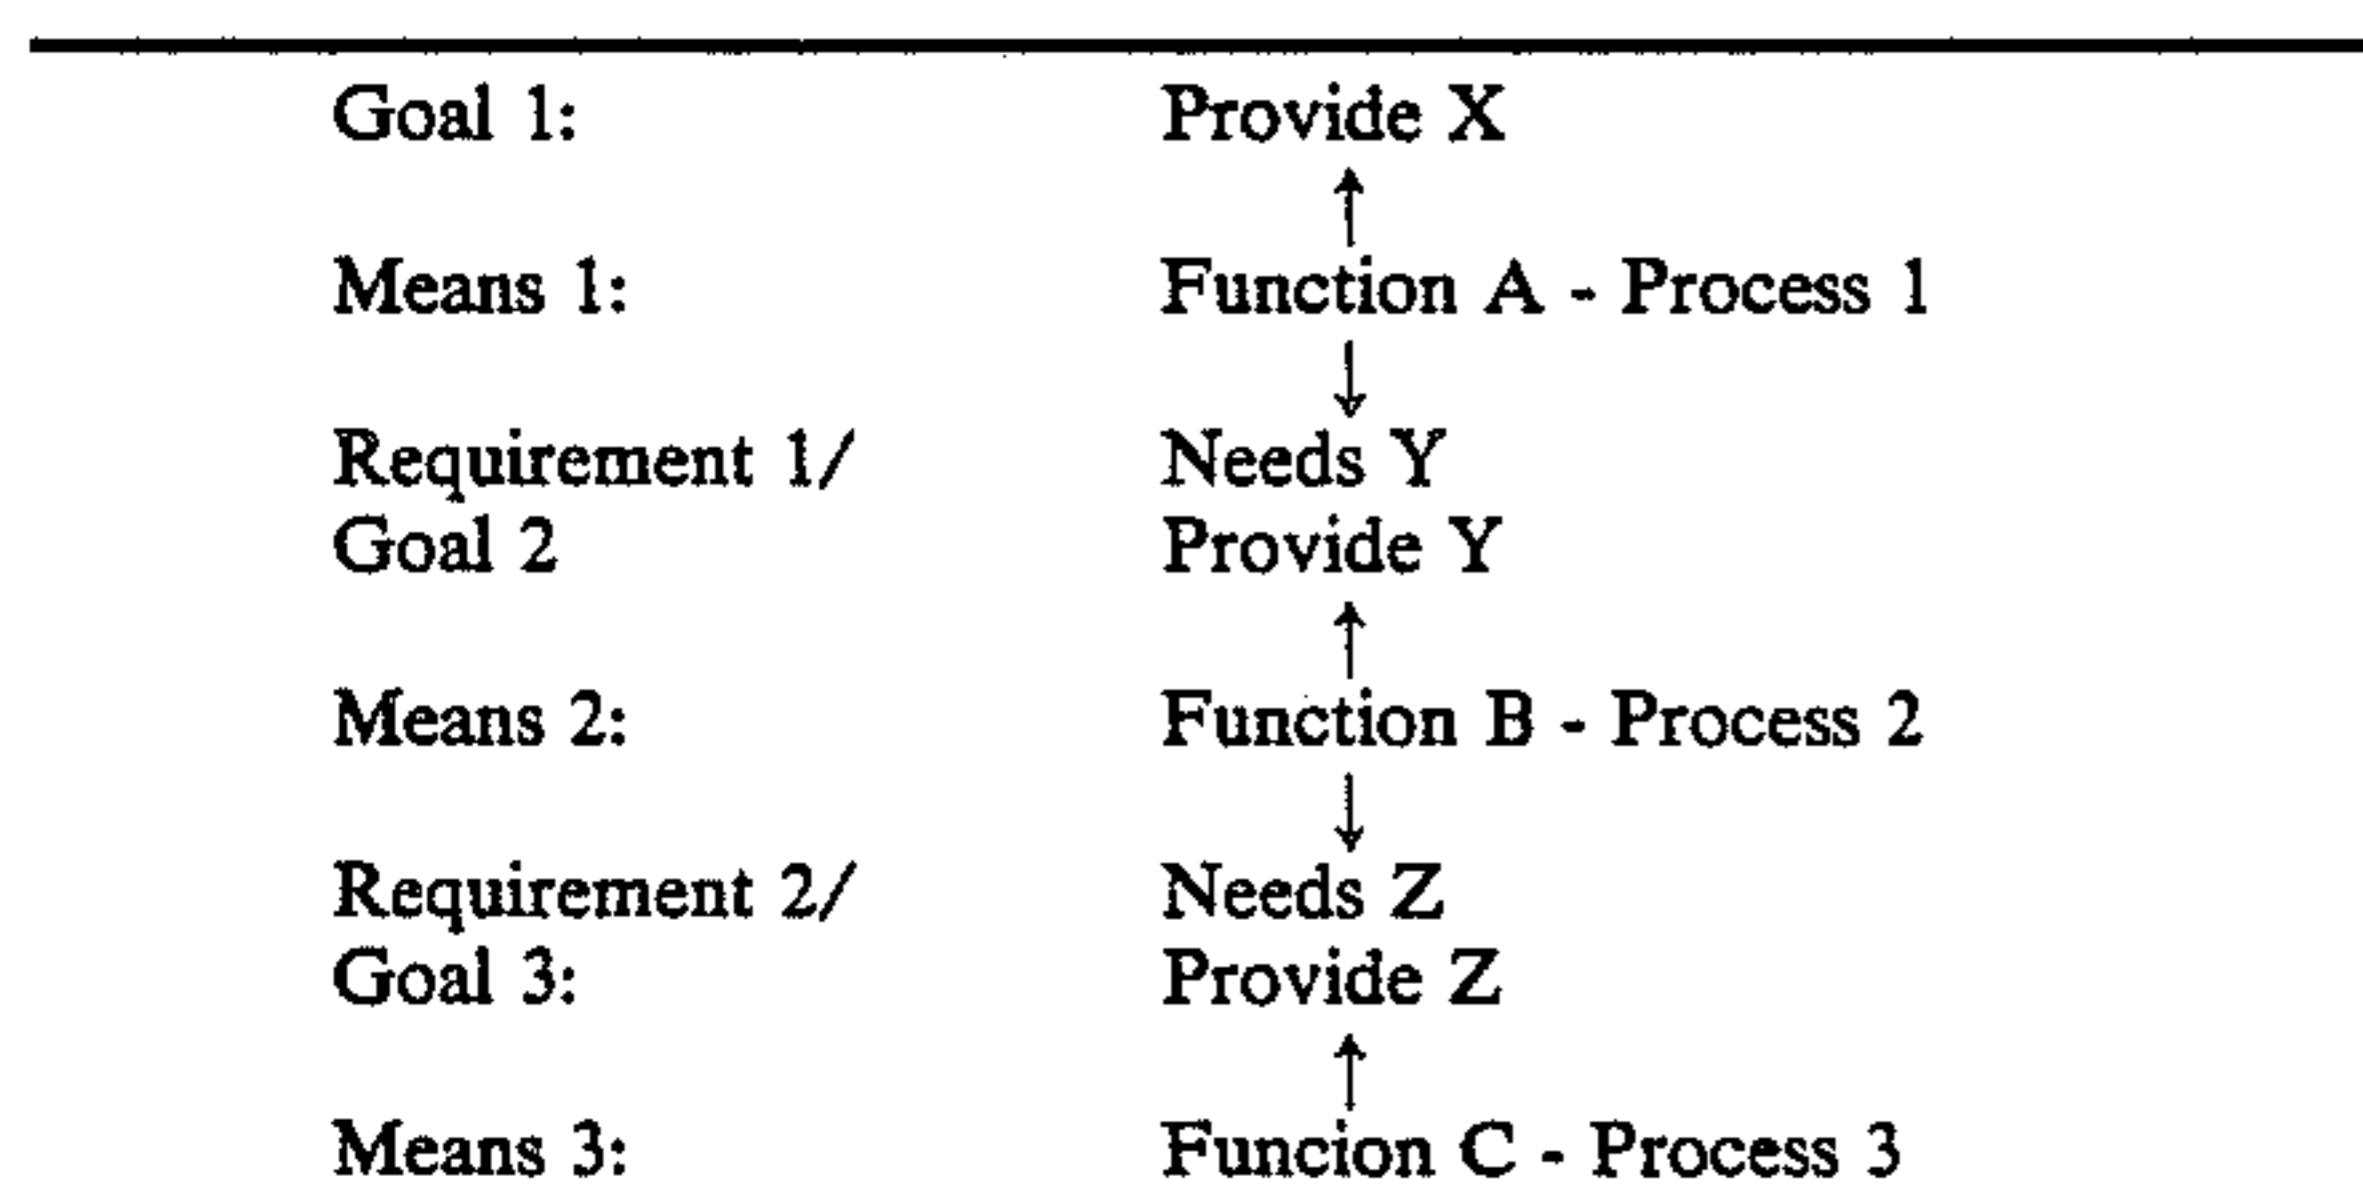 Goal 1: Provide X
Means 1: Function A - Process 1
Requirement 1/ Needs Y
Goal 2 Provide Y
Means 2: Function B - Process 2
Requirement 2/ Needs Z
Goal 3: Provide Z
Means 3: Funcion C - Process 3